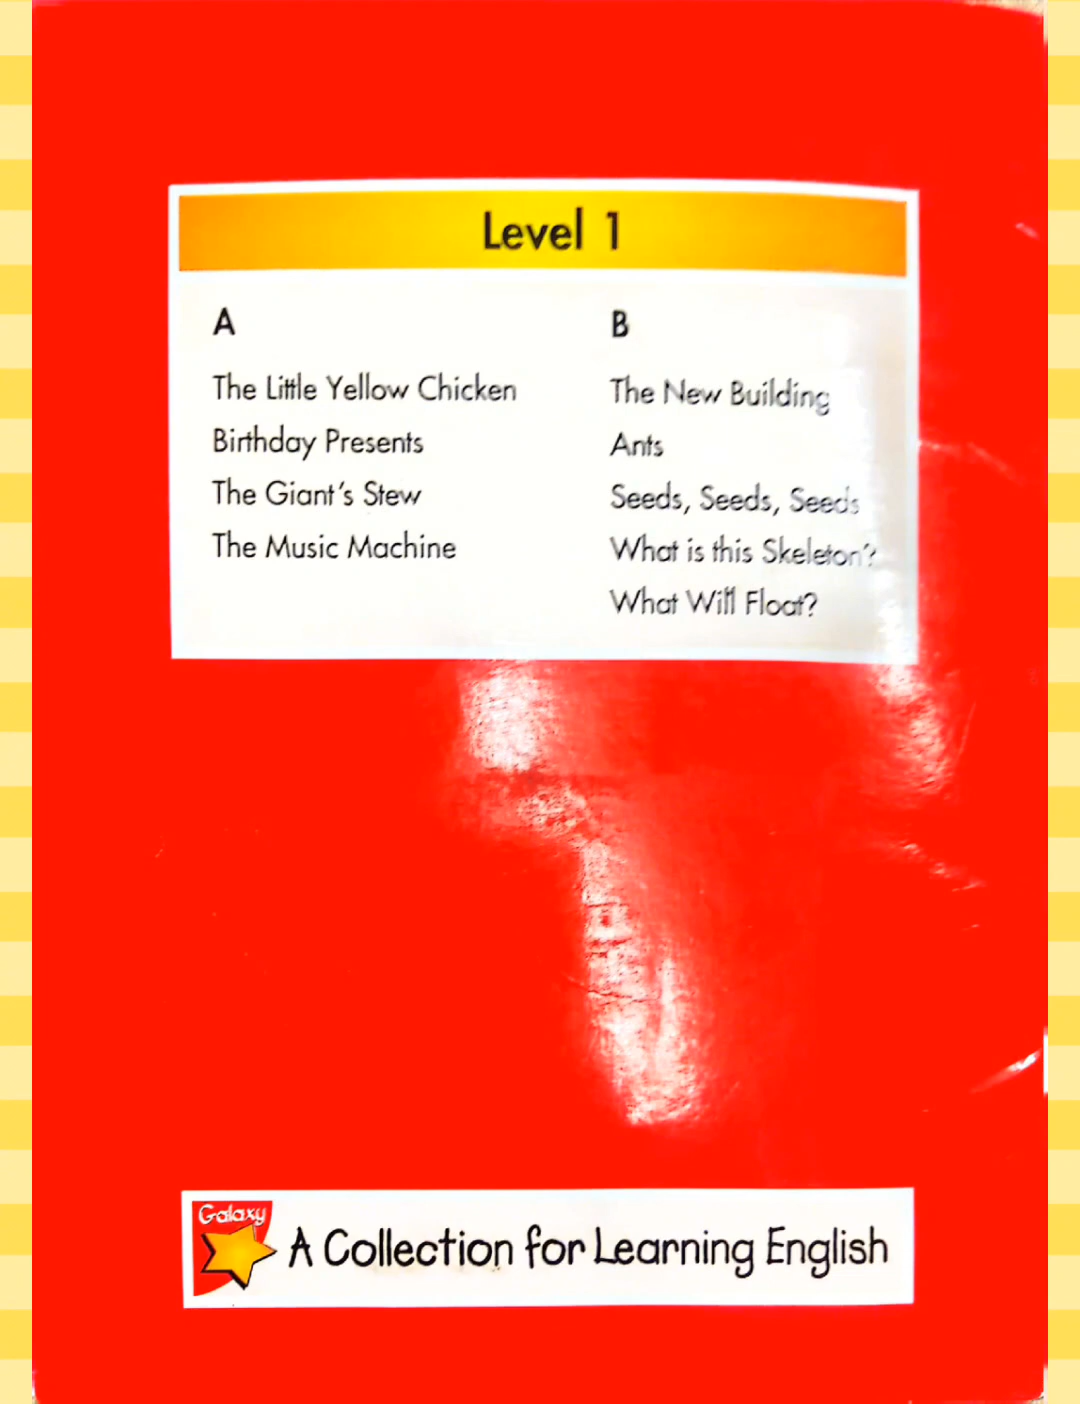 Level 1
A
The Little Yellow Chicken
Birthday Presents
The Giant's Stew
The Music Machine
B
The New Building
Ants
Seeds, Seeds, Seeds
What is this Skeleton?
What Will Float?
Galaxy
A Collection for Learning English